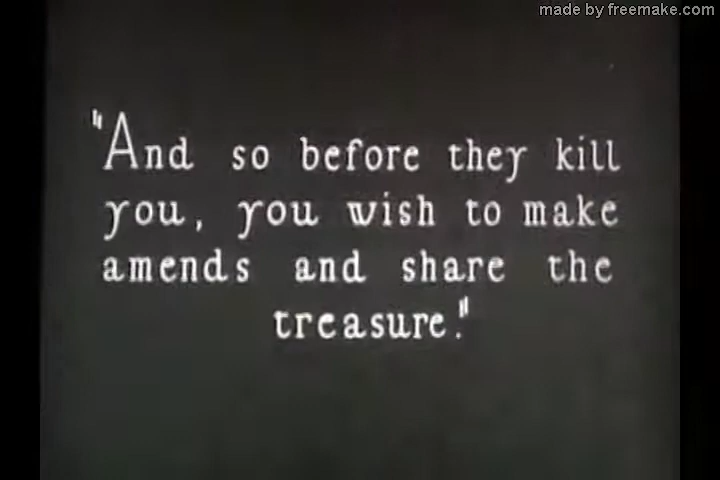 made by freemake.com
"And so before they kill
you, you wish to make
amends and share the
treasure."